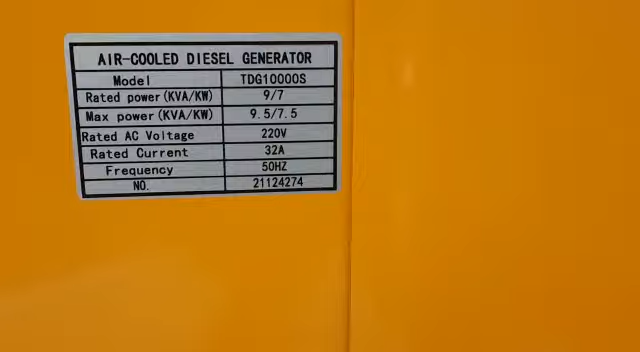 AIR-COOLED DIESEL GENERATOR
Model TDG10000S
Rated power(KVA/KW) 9/7
Max power(KVA/KW) 9.5/7.5
Rated AC Voltage 220V
Rated Current 32A
Frequency 50HZ
NO. 21124274